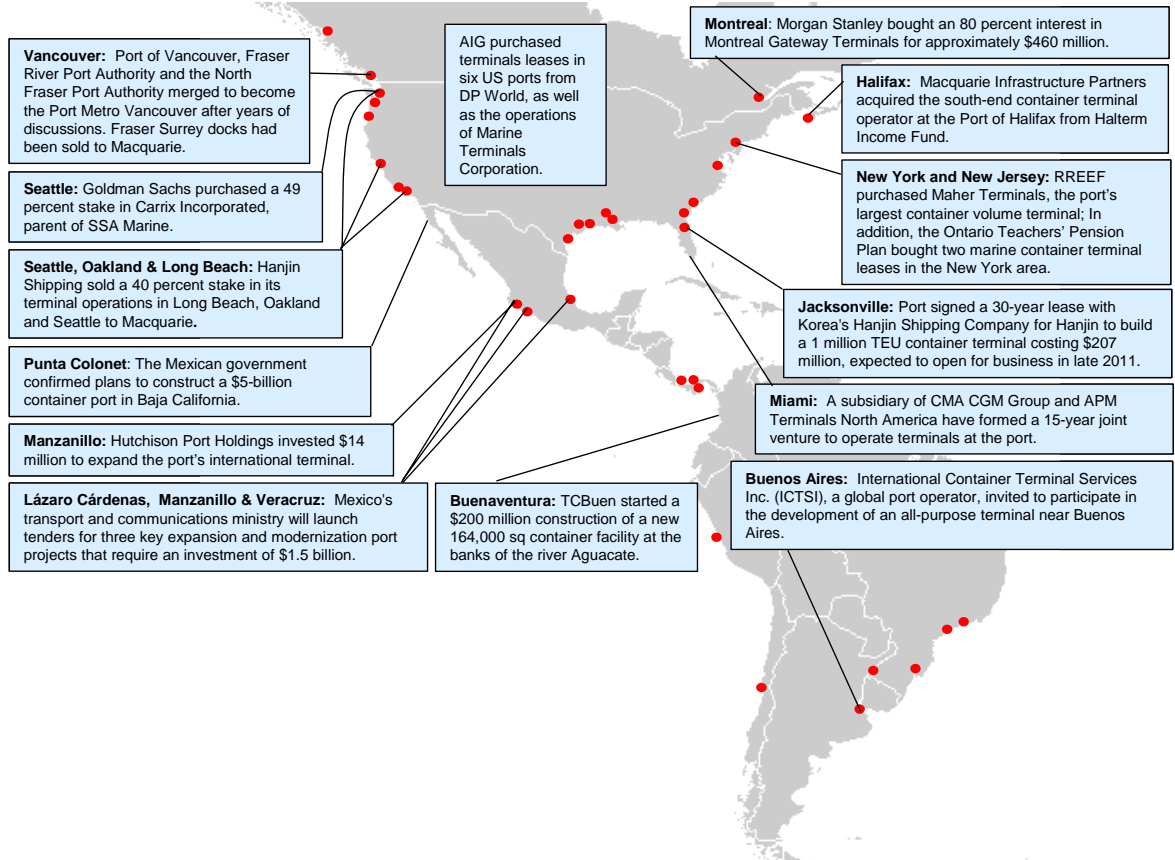 Vancouver: Port of Vancouver, Fraser
River Port Authority and the North
Fraser Port Authority merged to become
the Port Metro Vancouver after years of
discussions. Fraser Surrey docks had
been sold to Macquarie.
Seattle: Goldman Sachs purchased a 49
percent stake in Carrix Incorporated,
parent of SSA Marine.
Seattle, Oakland & Long Beach: Hanjin
Shipping sold a 40 percent stake in its
terminal operations in Long Beach, Oakland
and Seattle to Macquarie.
Punta Colonet: The Mexican government
confirmed plans to construct a $5-billion
container port in Baja California.
Manzanillo: Hutchison Port Holdings invested $14
million to expand the port's international terminal.
Lázaro Cárdenas, Manzanillo & Veracruz: Mexico's
transport and communications ministry will launch
tenders for three key expansion and modernization port
projects that require an investment of $1.5 billion.
AIG purchased
terminals leases in
six US ports from
DP World, as well
as the operations
of Marine
Terminals
Corporation.
Buenaventura: TCBuen started a
$200 million construction of a new
164,000 sq container facility at the
banks of the river Aguacate.
Montreal: Morgan Stanley bought an 80 percent interest in
Montreal Gateway Terminals for approximately $460 million.
Halifax: Macquarie Infrastructure Partners
acquired the south-end container terminal
operator at the Port of Halifax from Halterm
Income Fund.
New York and New Jersey: RREEF
purchased Maher Terminals, the port's
largest container volume terminal; In
addition, the Ontario Teachers' Pension
Plan bought two marine container terminal
leases in the New York area.
Jacksonville: Port signed a 30-year lease with
Korea's Hanjin Shipping Company for Hanjin to build
a 1 million TEU container terminal costing $207
million, expected to open for business in late 2011.
Miami: A subsidiary of CMA CGM Group and APM
Terminals North America have formed a 15-year joint
venture to operate terminals at the port.
Buenos Aires: International Container Terminal Services
Inc. (ICTSI), a global port operator, invited to participate in
the development of an all-purpose terminal near Buenos
Aires.